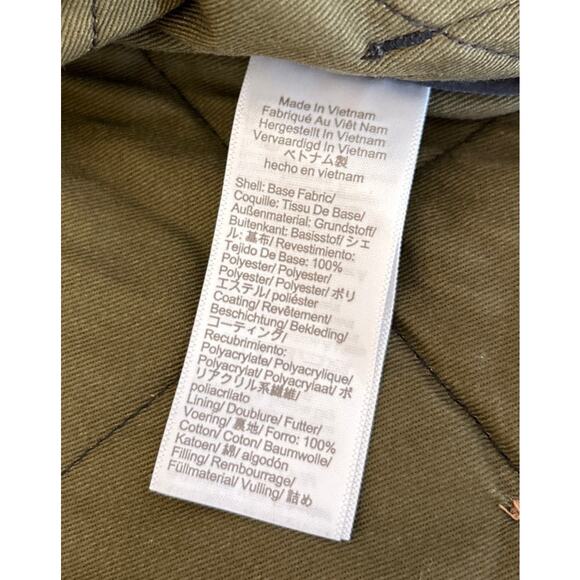 Made In Vietnam
Fabriqué Au Viêt Nam
Hergestellt In Vietnam
Vervaardigd In Vietnam
ベトナム製
hecho en vietnam
Shell: Base Fabric/
Coquille: Tissu De Base/
Außenmaterial: Grundstoff/
Buitenkant: Basisstof/ シェ
ル: 基布/ Revestimiento:
Tejido De Base: 100%
Polyester/ Polyester/
Polyester/ Polyester/ ポリ
エステル/ poliéster
Coating/ Revêtement/
Beschichtung/ Bekleding/
コーティング/
Recubrimiento:
Polyacrylate/ Polyacrylique/
Polyacrylat/ Polyacrylaat/ ポ
リアクリル系繊維/
poliacrilato
Lining/ Doublure/ Futter/
Voering/ 裏地/ Forro: 100%
Cotton/ Coton/ Baumwolle/
Katoen/ 綿/ algodón
Filling/ Rembourrage/
Füllmaterial/ Vulling/ 詰め